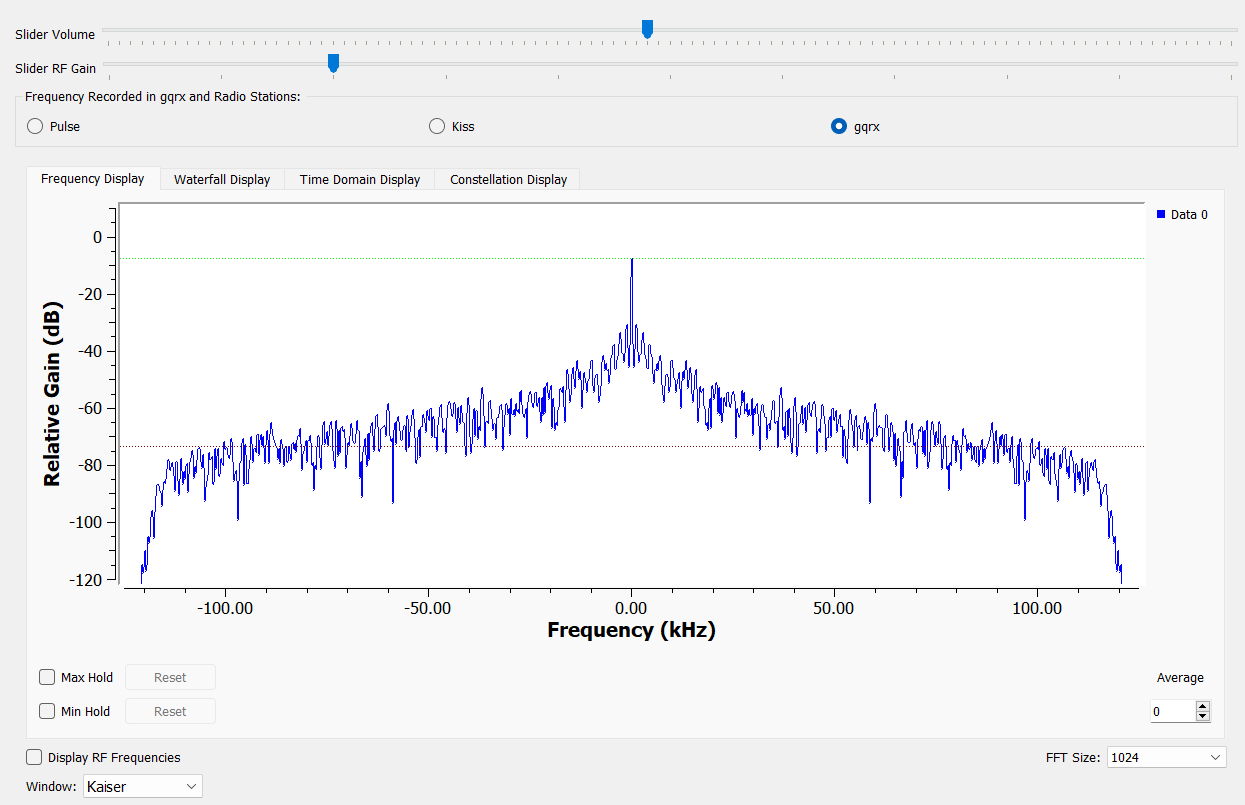 Slider Volume
Slider RF Gain
Frequency Recorded in gqrx and Radio Stations:
Pulse Kiss gqrx
Frequency Display Waterfall Display Time Domain Display Constellation Display
Data 0
0
-20
-40
-60
-80
-100
-120
Relative Gain (dB)
-100.00 -50.00 0.00 50.00 100.00
Frequency (kHz)
Max Hold Reset Average
Min Hold Reset 0
Display RF Frequencies FFT Size: 1024
Window: Kaiser